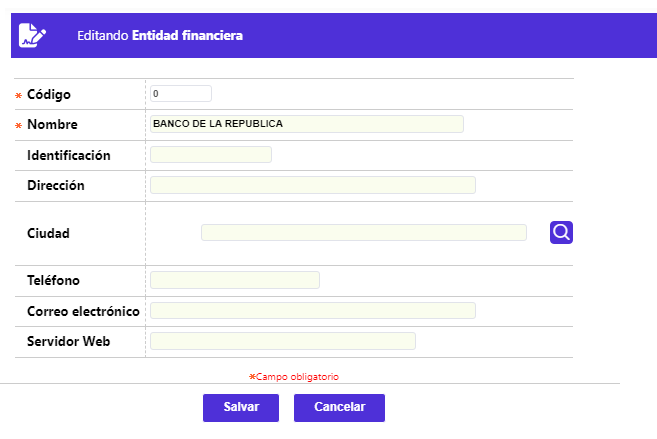 Editando Entidad financiera
* Código 0
* Nombre BANCO DE LA REPUBLICA
Identificación
Dirección
Ciudad
Teléfono
Correo electrónico
Servidor Web
*Campo obligatorio
Salvar Cancelar